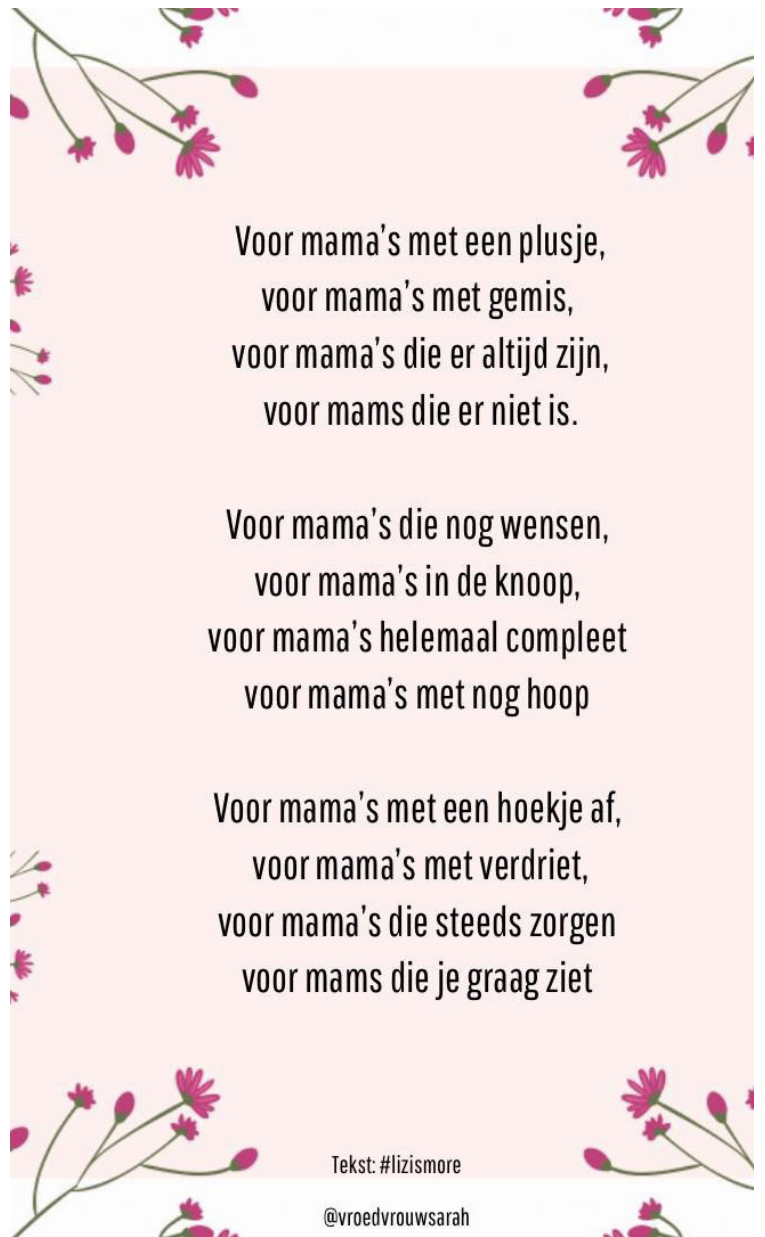 Voor mama's met een plusje,
voor mama's met gemis,
voor mama's die er altijd zijn,
voor mams die er niet is.
Voor mama's die nog wensen,
voor mama's in de knoop,
voor mama's helemaal compleet
voor mama's met nog hoop
Voor mama's met een hoekje af,
voor mama's met verdriet,
voor mama's die steeds zorgen
voor mams die je graag ziet
Tekst: #lizismore
@vroedvrouwsarah